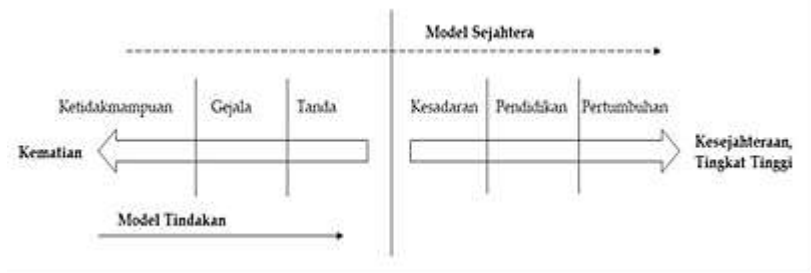 Model Sejahtera
Ketidakmampuan Gejala Tanda Kesadaran Pendidikan Pertumbuhan
Kematian
Kesejahteraan,
Tingkat Tinggi
Model Tindakan